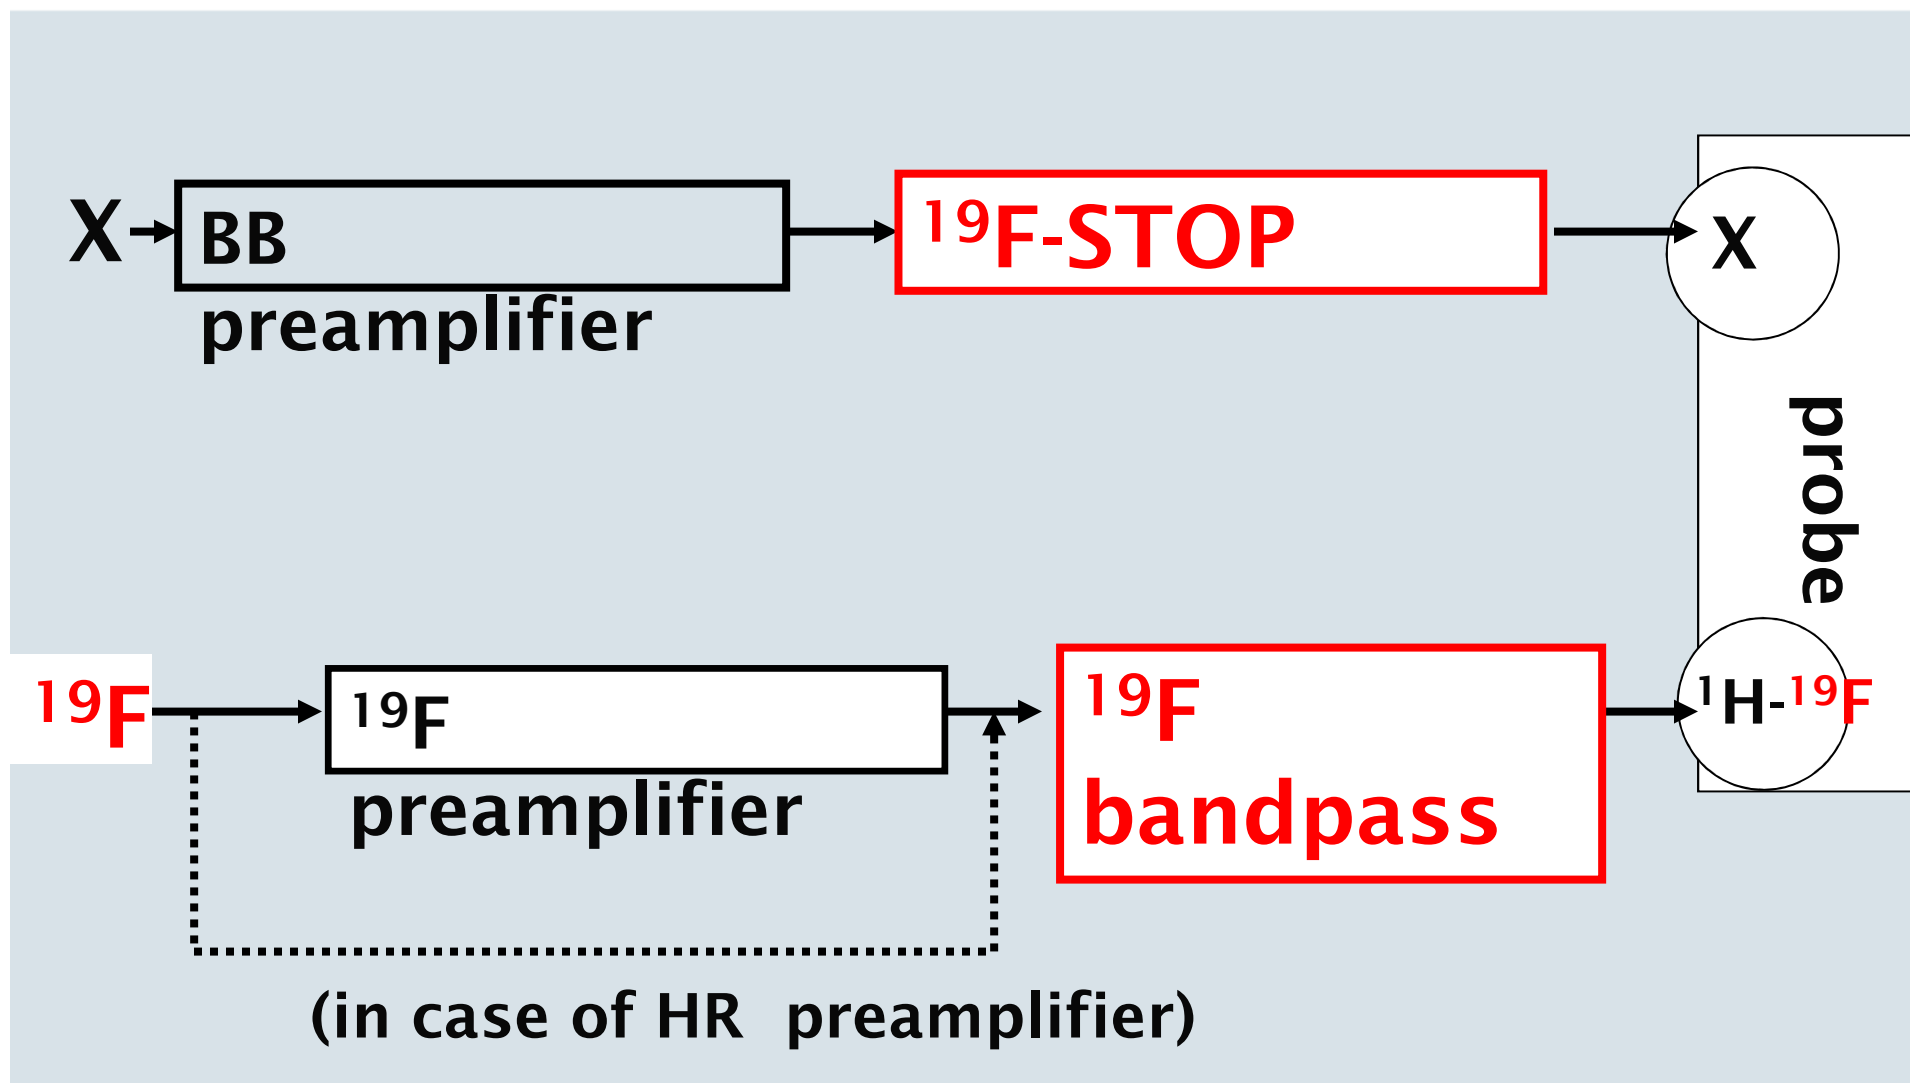 X
BB
preamplifier
¹⁹F-STOP
X
probe
¹⁹F
¹⁹F
preamplifier
¹⁹F
bandpass
¹H-¹⁹F
(in case of HR preamplifier)